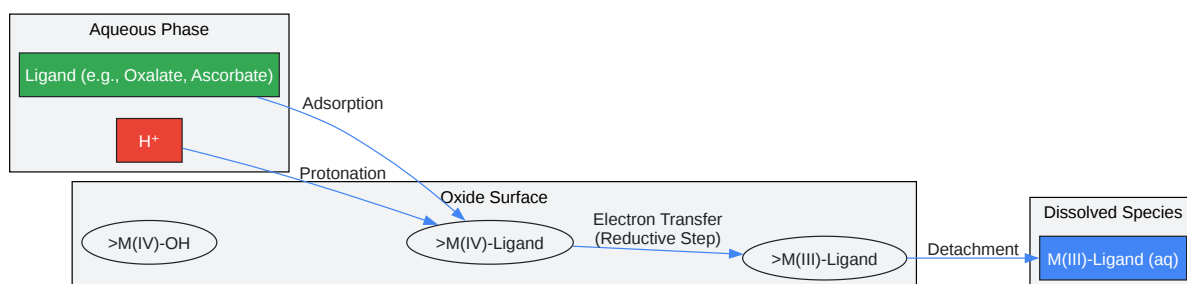 Aqueous Phase
Ligand (e.g., Oxalate, Ascorbate)
Adsorption
H⁺
Protonation
Oxide Surface
>M(IV)-OH
>M(IV)-Ligand
Electron Transfer
(Reductive Step)
>M(III)-Ligand
Detachment
Dissolved Species
M(III)-Ligand (aq)